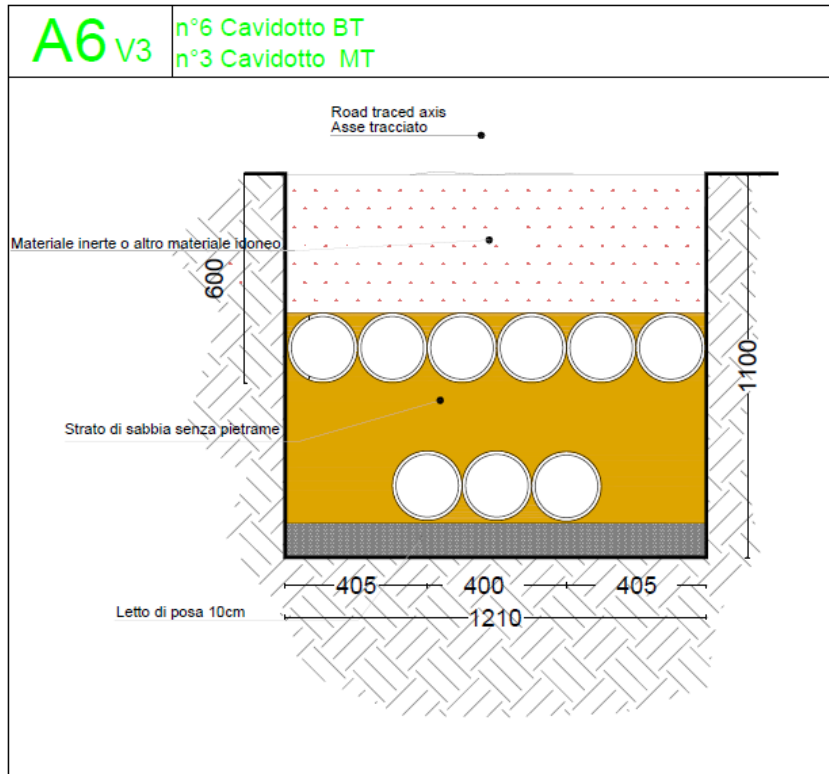 A6 V3
n°6 Cavidotto BT
n°3 Cavidotto MT
Road traced axis
Asse tracciato
Materiale inerte o altro materiale idoneo
600
1100
Strato di sabbia senza pietrame
405 400 405
Letto di posa 10cm
1210